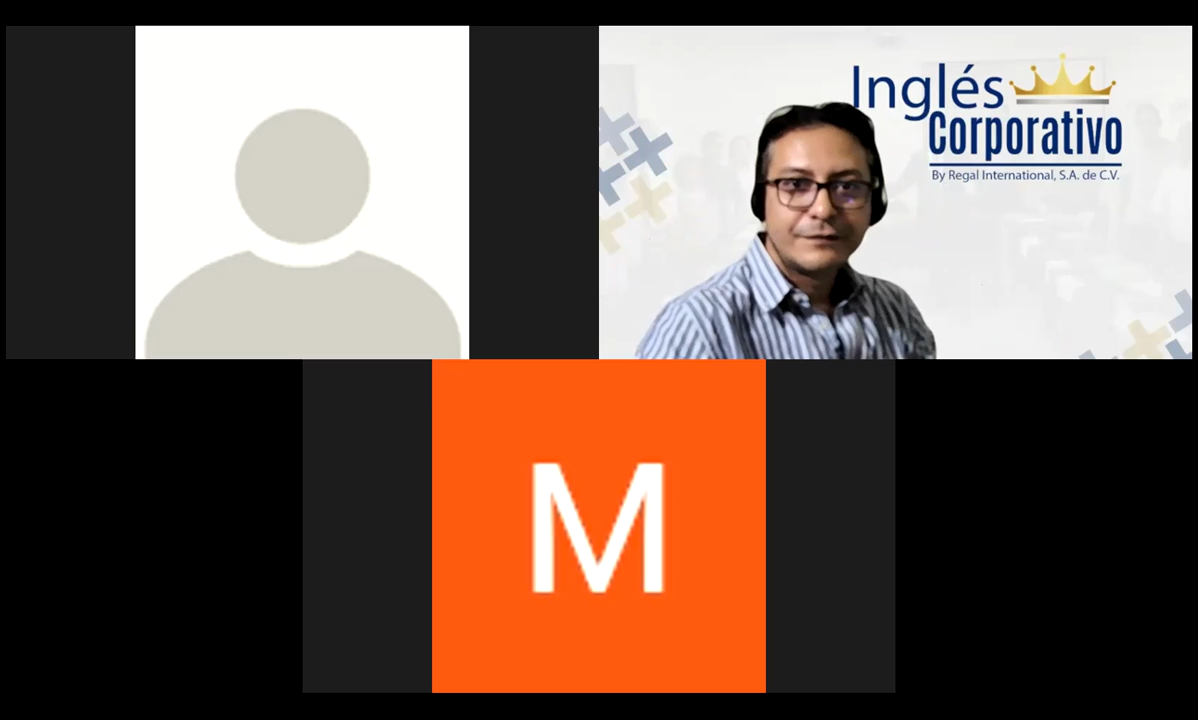 Inglés
Corporativo
By Regal International, S.A. de C.V.
M